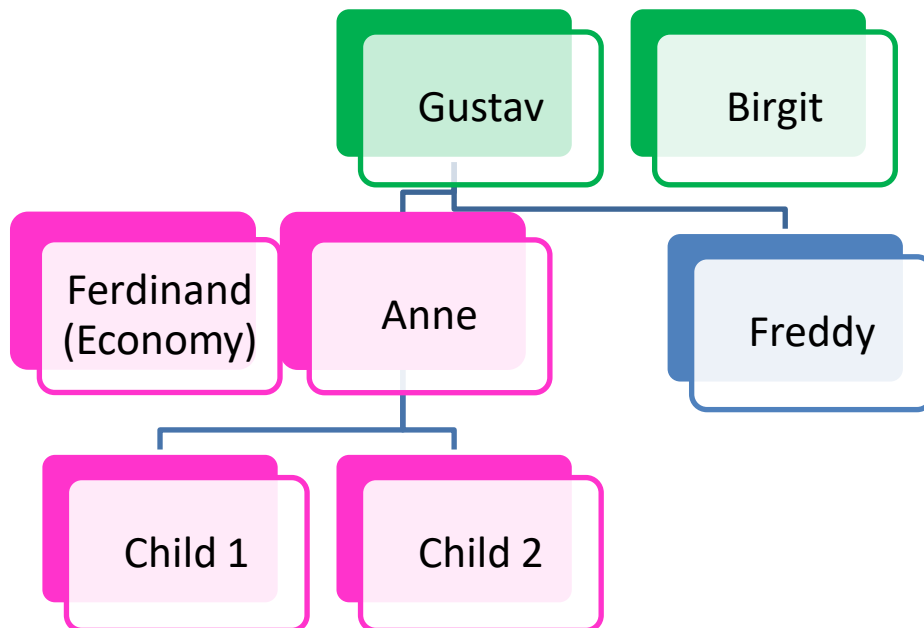 Gustav
Birgit
Ferdinand
(Economy)
Anne
Freddy
Child 1
Child 2